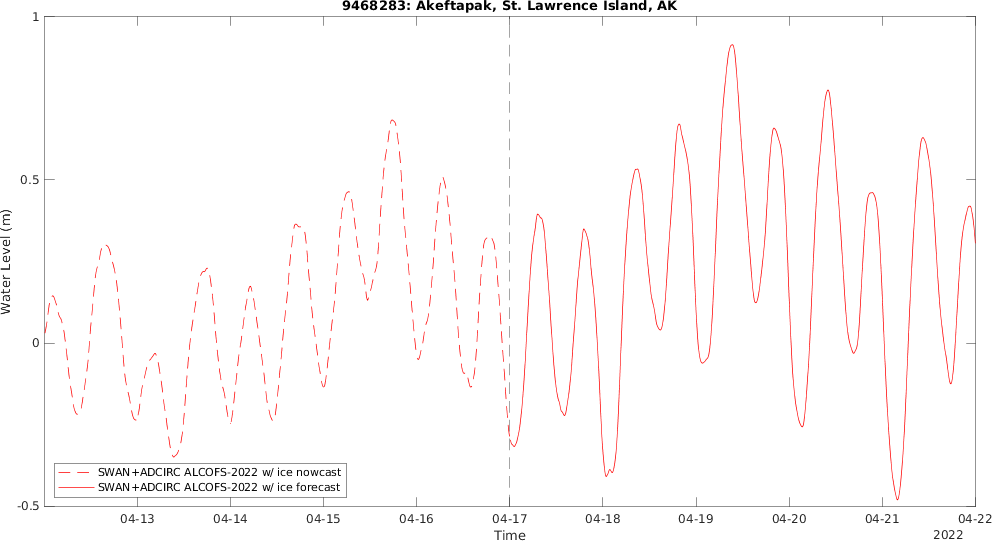 9468283: Akeftapak, St. Lawrence Island, AK
1
0.5
0
-0.5
Water Level (m)
SWAN+ADCIRC ALCOFS-2022 w/ ice nowcast
SWAN+ADCIRC ALCOFS-2022 w/ ice forecast
04-13 04-14 04-15 04-16 04-17 04-18 04-19 04-20 04-21 04-22
Time
2022